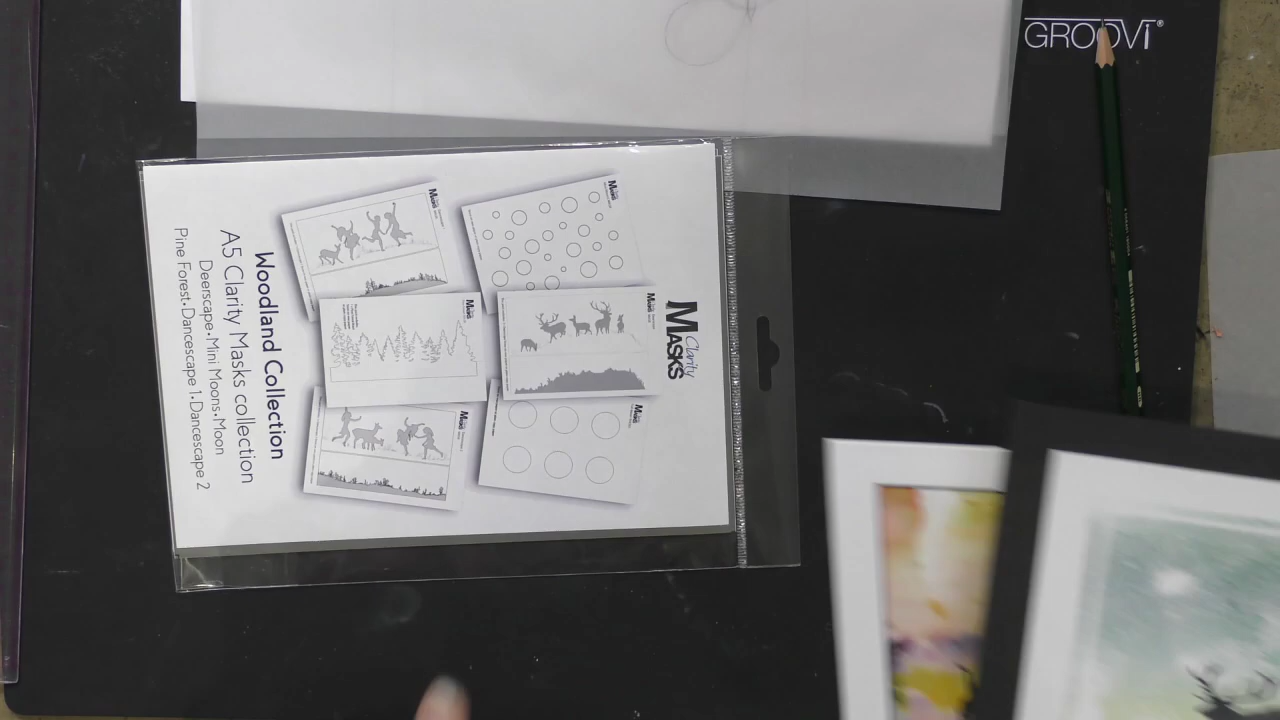 GROOVi®
Clarity
MASKS
Woodland Collection
A5 Clarity Masks collection
Deerscape • Mini Moons • Moon
Pine Forest • Dancescape 1 • Dancescape 2